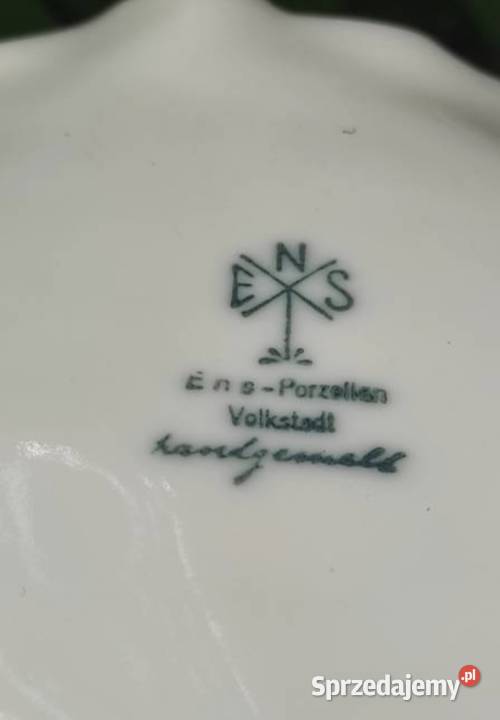 E N S
Ens-Porzellan
Volkstadt
handgemalt
Sprzedajemy.pl